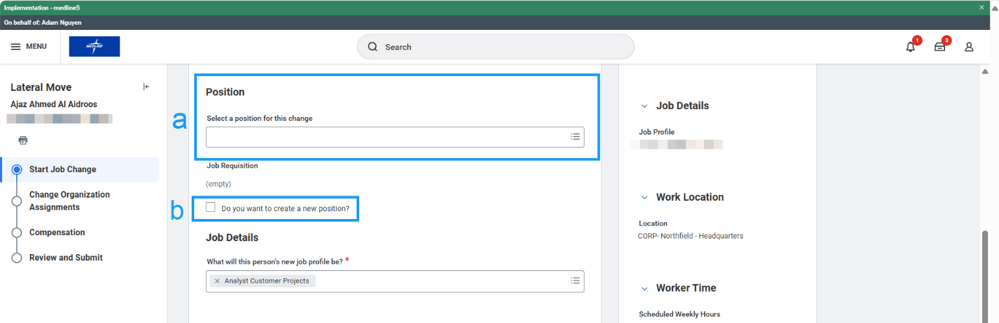 Implementation - medline5
On behalf of: Adam Nguyen
MENU
MEDLINE
Search
1
3
Lateral Move
Ajaz Ahmed Al Aidroos
Start Job Change
Change Organization
Assignments
Compensation
Review and Submit
a
Position
Select a position for this change
Job Requisition
(empty)
b
Do you want to create a new position?
Job Details
What will this person's new job profile be? *
× Analyst Customer Projects
Job Details
Job Profile
Work Location
Location
CORP- Northfield - Headquarters
Worker Time
Scheduled Weekly Hours